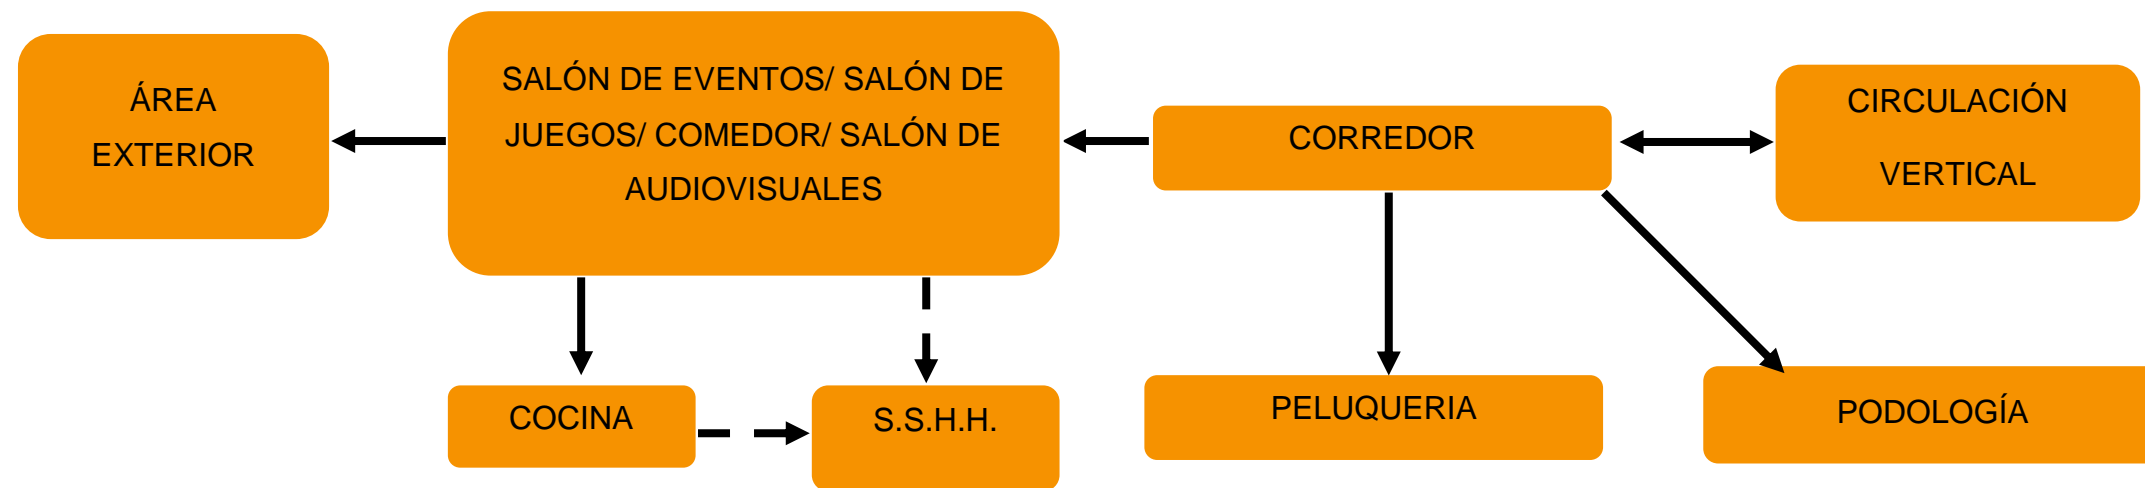 ÁREA
EXTERIOR
SALÓN DE EVENTOS/ SALÓN DE
JUEGOS/ COMEDOR/ SALÓN DE
AUDIOVISUALES
CORREDOR
CIRCULACIÓN
VERTICAL
COCINA
S.S.H.H.
PELUQUERIA
PODOLOGÍA